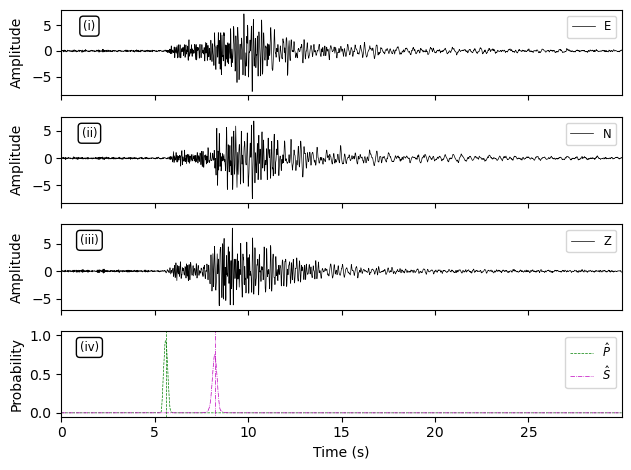 (i)
E
Amplitude
5
0
−5
(ii)
N
Amplitude
5
0
−5
(iii)
Z
Amplitude
5
0
−5
(iv)
P̂
Ŝ
Probability
1.0
0.5
0.0
0 5 10 15 20 25
Time (s)